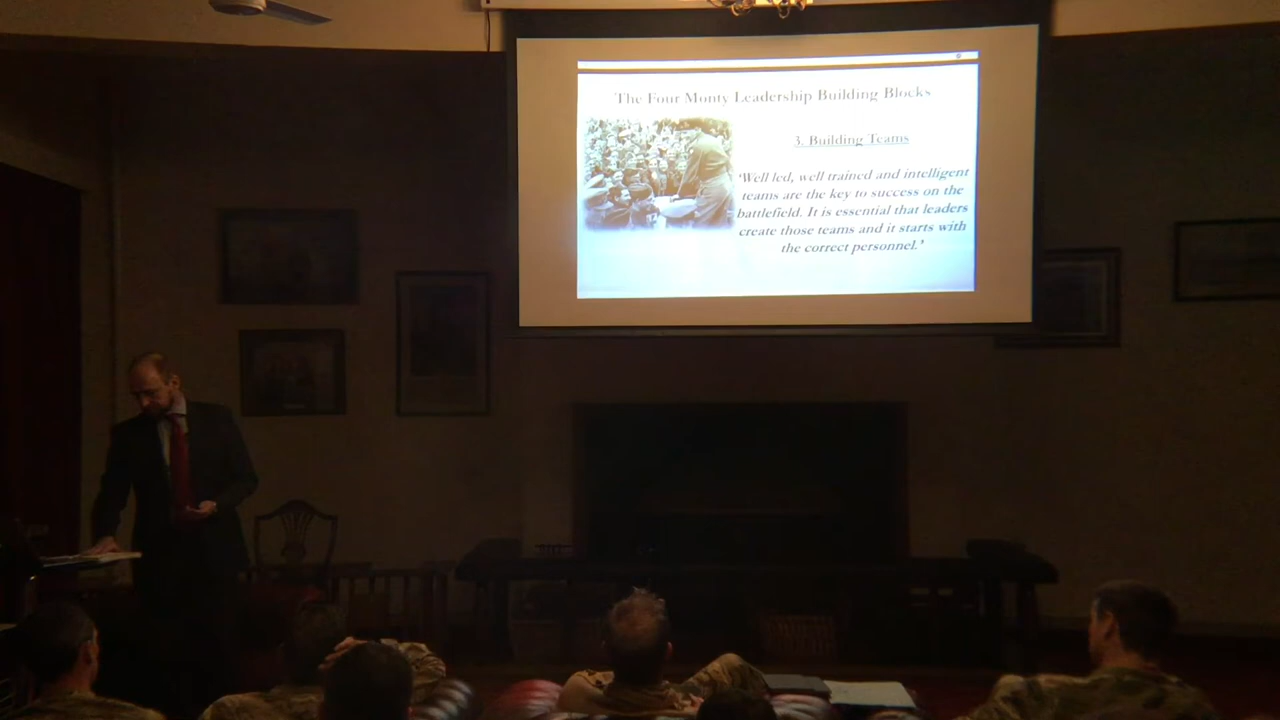 The Four Monty Leadership Building Blocks
3. Building Teams
‘Well led, well trained and intelligent
teams are the key to success on the
battlefield. It is essential that leaders
create those teams and it starts with
the correct personnel.’